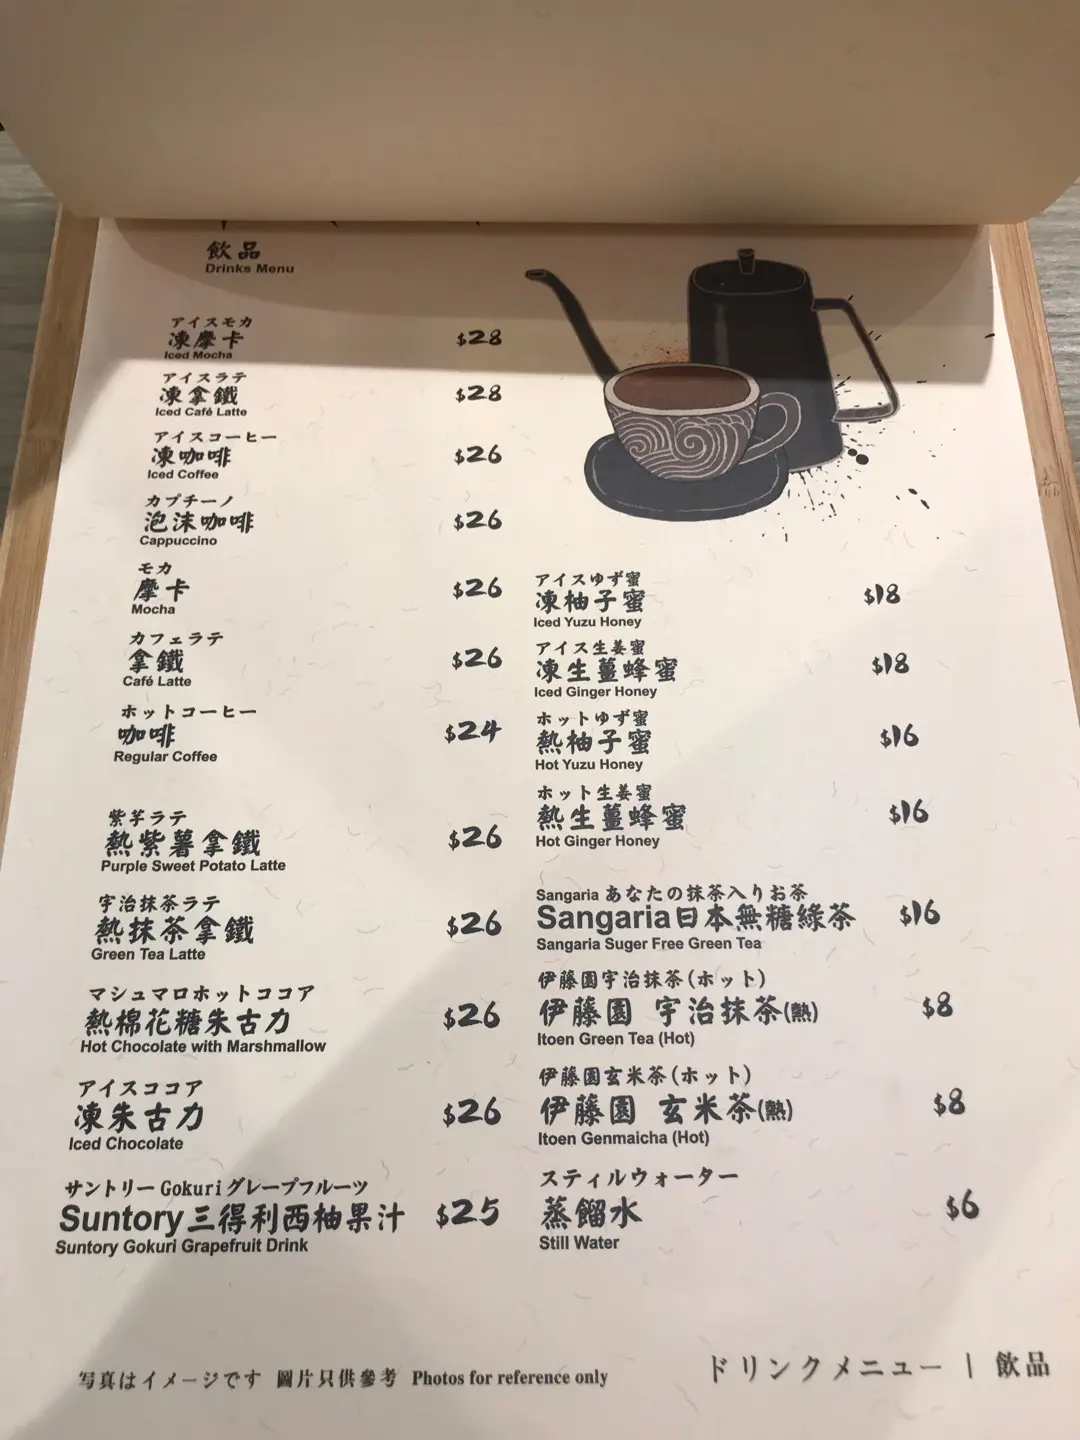 飲品
Drinks Menu
アイスモカ
凍摩卡 $28
Iced Mocha
アイスラテ
凍拿鐵 $28
Iced Café Latte
アイスコーヒー
凍咖啡 $26
Iced Coffee
カプチーノ
泡沫咖啡 $26
Cappuccino
モカ
摩卡 $26
Mocha
カフェラテ
拿鐵 $26
Café Latte
ホットコーヒー
咖啡 $24
Regular Coffee
紫芋ラテ
熱紫薯拿鐵 $26
Purple Sweet Potato Latte
宇治抹茶ラテ
熱抹茶拿鐵 $26
Green Tea Latte
マシュマロホットココア
熱棉花糖朱古力 $26
Hot Chocolate with Marshmallow
アイスココア
凍朱古力 $26
Iced Chocolate
サントリーGokuriグレープフルーツ
Suntory三得利西柚果汁 $25
Suntory Gokuri Grapefruit Drink
アイスゆず蜜
凍柚子蜜 $18
Iced Yuzu Honey
アイス生姜蜜
凍生薑蜂蜜 $18
Iced Ginger Honey
ホットゆず蜜
熱柚子蜜 $16
Hot Yuzu Honey
ホット生姜蜜
熱生薑蜂蜜 $16
Hot Ginger Honey
Sangaria あなたの抹茶入りお茶
Sangaria日本無糖綠茶 $16
Sangaria Suger Free Green Tea
伊藤園宇治抹茶(ホット)
伊藤園 宇治抹茶(熱) $8
Itoen Green Tea (Hot)
伊藤園玄米茶(ホット)
伊藤園 玄米茶(熱) $8
Itoen Genmaicha (Hot)
スティルウォーター
蒸餾水 $6
Still Water
写真はイメージです 圖片只供參考 Photos for reference only
ドリンクメニュー | 飲品